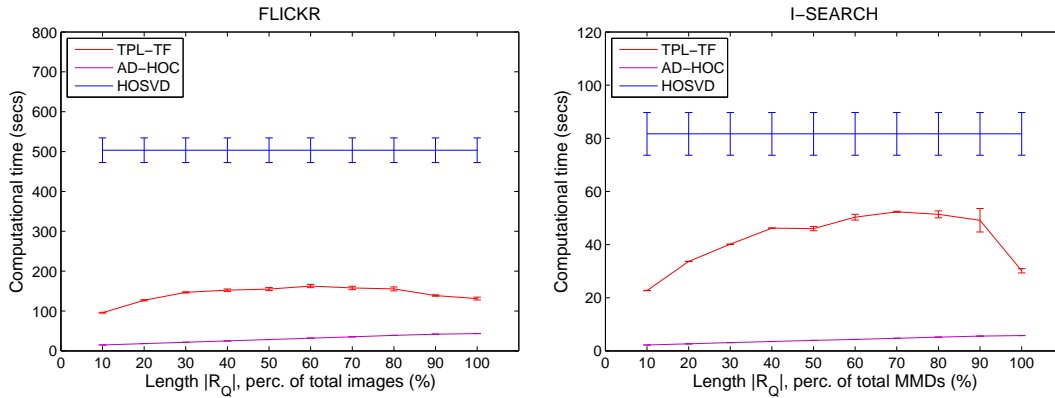 FLICKR
800
700
600
500
400
300
200
100
0
Computational time (secs)
TPL-TF
AD-HOC
HOSVD
0 10 20 30 40 50 60 70 80 90 100
Length |R_Q|, perc. of total images (%)
I-SEARCH
120
100
80
60
40
20
0
Computational time (secs)
TPL-TF
AD-HOC
HOSVD
0 10 20 30 40 50 60 70 80 90 100
Length |R_Q|, perc. of total MMDs (%)